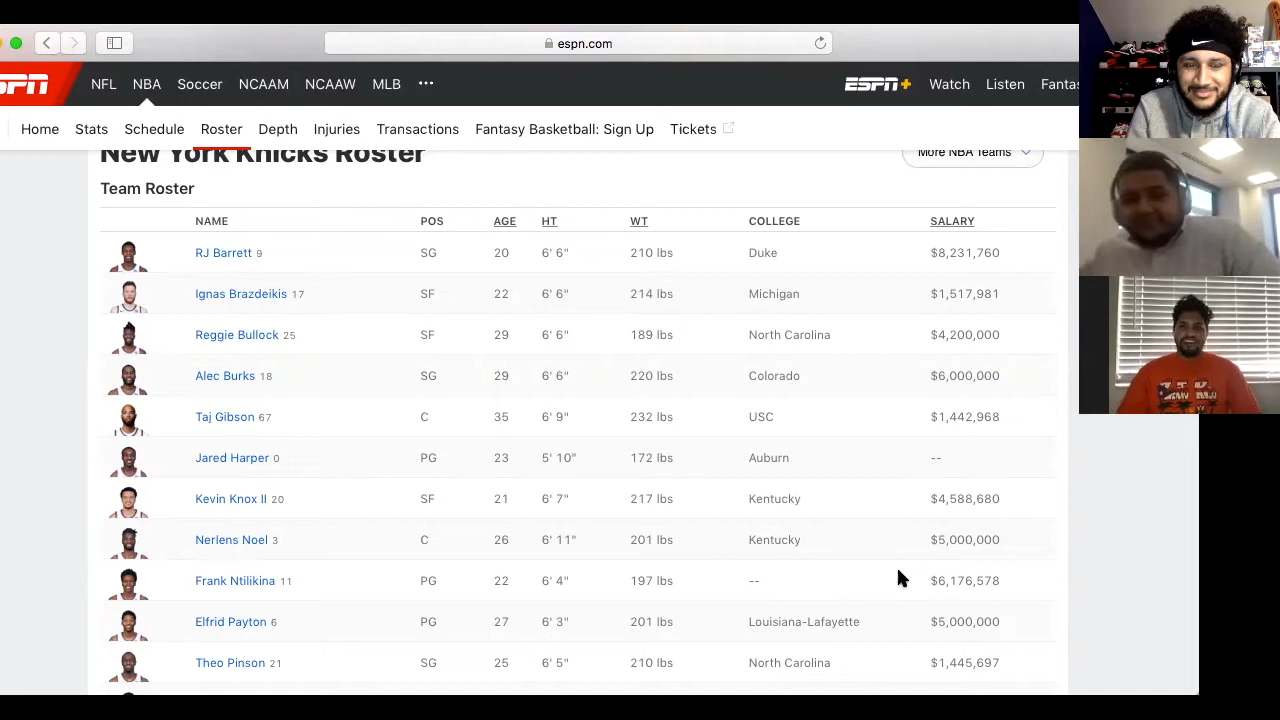 espn.com
NFL NBA Soccer NCAAM NCAAW MLB ••• ESPN+ Watch Listen
Home Stats Schedule Roster Depth Injuries Transactions Fantasy Basketball: Sign Up Tickets
New York Knicks Roster
More NBA Teams
Team Roster
NAME POS AGE HT WT COLLEGE SALARY
RJ Barrett 9 SG 20 6' 6" 210 lbs Duke $8,231,760
Ignas Brazdeikis 17 SF 22 6' 6" 214 lbs Michigan $1,517,981
Reggie Bullock 25 SF 29 6' 6" 189 lbs North Carolina $4,200,000
Alec Burks 18 SG 29 6' 6" 220 lbs Colorado $6,000,000
Taj Gibson 67 C 35 6' 9" 232 lbs USC $1,442,968
Jared Harper 0 PG 23 5' 10" 172 lbs Auburn --
Kevin Knox II 20 SF 21 6' 7" 217 lbs Kentucky $4,588,680
Nerlens Noel 3 C 26 6' 11" 201 lbs Kentucky $5,000,000
Frank Ntilikina 11 PG 22 6' 4" 197 lbs -- $6,176,578
Elfrid Payton 6 PG 27 6' 3" 201 lbs Louisiana-Lafayette $5,000,000
Theo Pinson 21 SG 25 6' 5" 210 lbs North Carolina $1,445,697